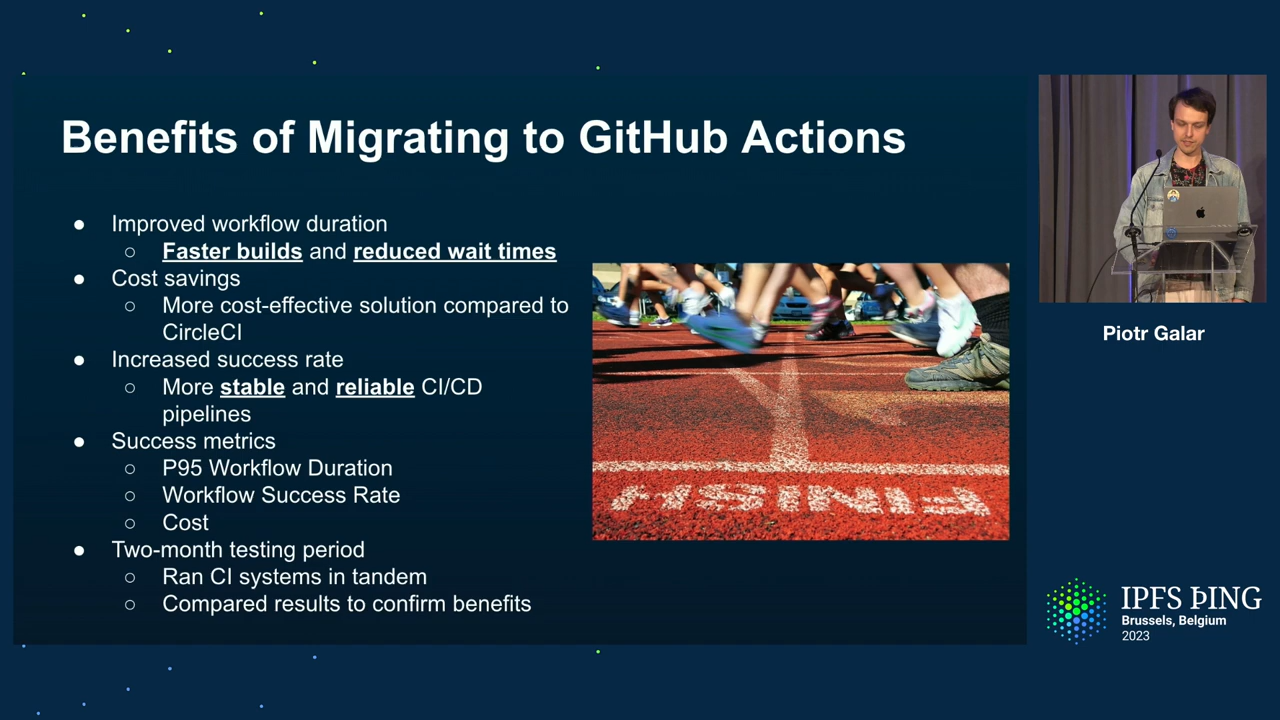 Benefits of Migrating to GitHub Actions
● Improved workflow duration
○ Faster builds and reduced wait times
● Cost savings
○ More cost-effective solution compared to
CircleCI
● Increased success rate
○ More stable and reliable CI/CD
pipelines
● Success metrics
○ P95 Workflow Duration
○ Workflow Success Rate
○ Cost
● Two-month testing period
○ Ran CI systems in tandem
○ Compared results to confirm benefits
FINISH
Piotr Galar
IPFS ÞING
Brussels, Belgium
2023